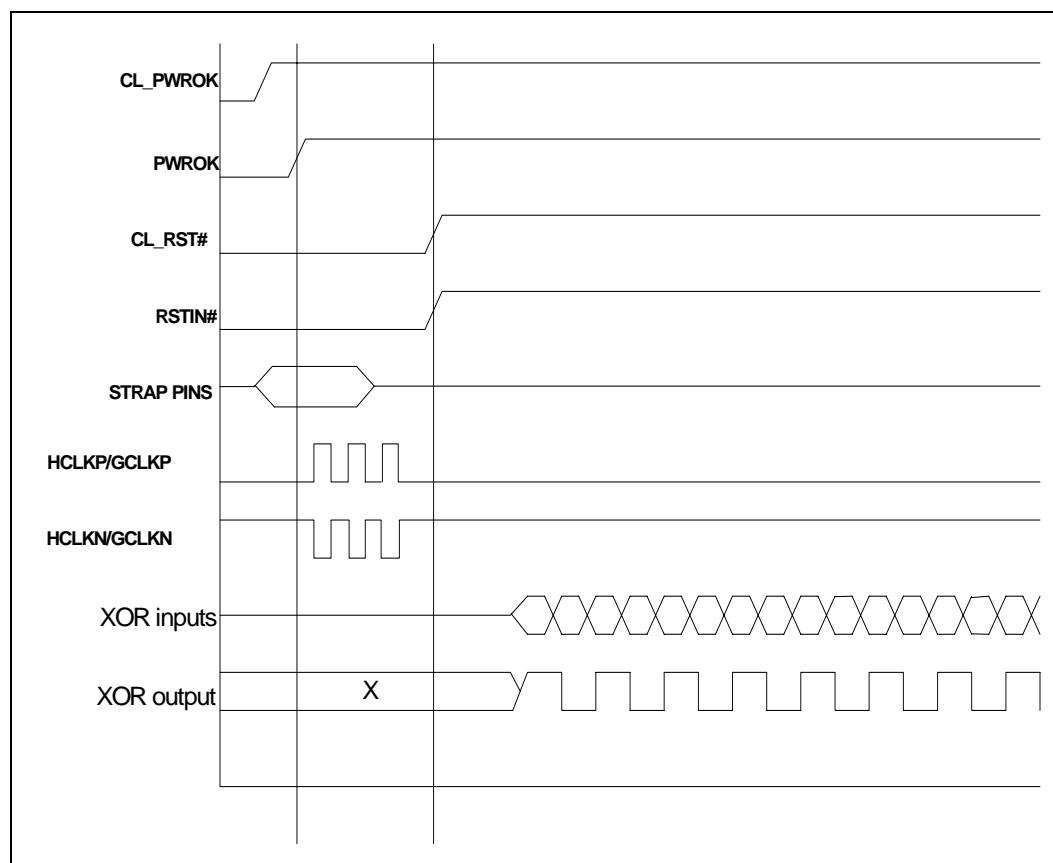 CL_PWROK
PWROK
CL_RST#
RSTIN#
STRAP PINS
HCLKP/GCLKP
HCLKN/GCLKN
XOR inputs
XOR output
X